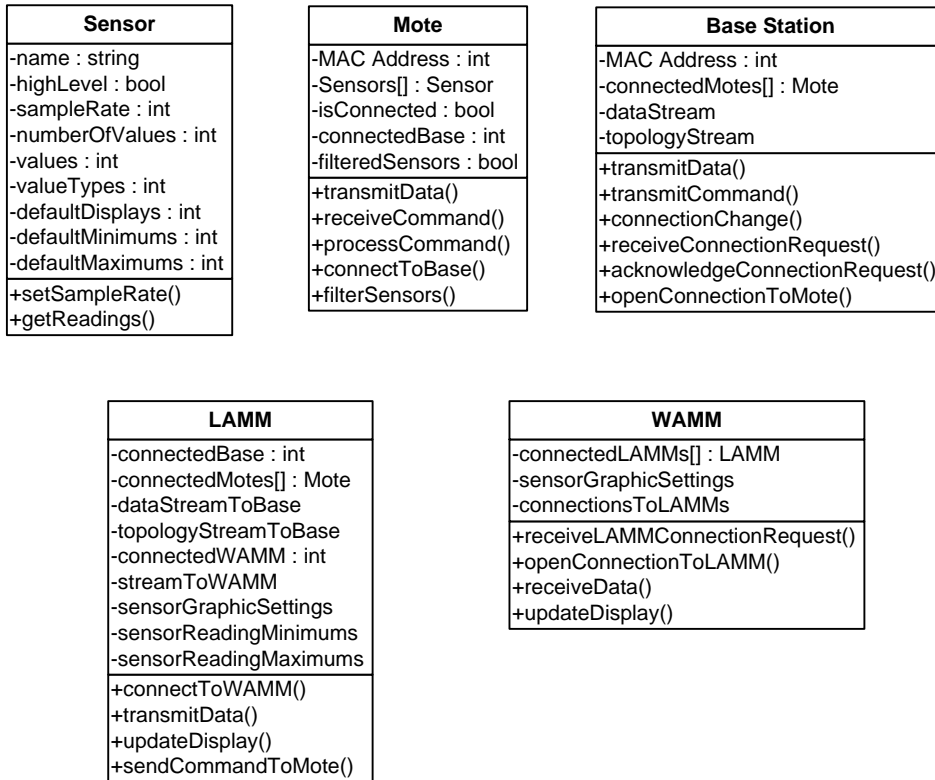 Sensor
-name : string
-highLevel : bool
-sampleRate : int
-numberOfValues : int
-values : int
-valueTypes : int
-defaultDisplays : int
-defaultMinimums : int
-defaultMaximums : int
+setSampleRate()
+getReadings()
Mote
-MAC Address : int
-Sensors[] : Sensor
-isConnected : bool
-connectedBase : int
-filteredSensors : bool
+transmitData()
+receiveCommand()
+processCommand()
+connectToBase()
+filterSensors()
Base Station
-MAC Address : int
-connectedMotes[] : Mote
-dataStream
-topologyStream
+transmitData()
+transmitCommand()
+connectionChange()
+receiveConnectionRequest()
+acknowledgeConnectionRequest()
+openConnectionToMote()
LAMM
-connectedBase : int
-connectedMotes[] : Mote
-dataStreamToBase
-topologyStreamToBase
-connectedWAMM : int
-streamToWAMM
-sensorGraphicSettings
-sensorReadingMinimums
-sensorReadingMaximums
+connectToWAMM()
+transmitData()
+updateDisplay()
+sendCommandToMote()
WAMM
-connectedLAMMs[] : LAMM
-sensorGraphicSettings
-connectionsToLAMMs
+receiveLAMMConnectionRequest()
+openConnectionToLAMM()
+receiveData()
+updateDisplay()